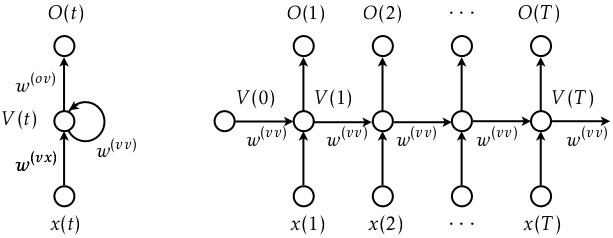 O(t)
w^(ov)
V(t)
w^(vv)
w^(vx)
x(t)
O(1) O(2) ··· O(T)
V(0) V(1) V(T)
w^(vv) w^(vv) w^(vv) w^(vv) w^(vv)
x(1) x(2) ··· x(T)